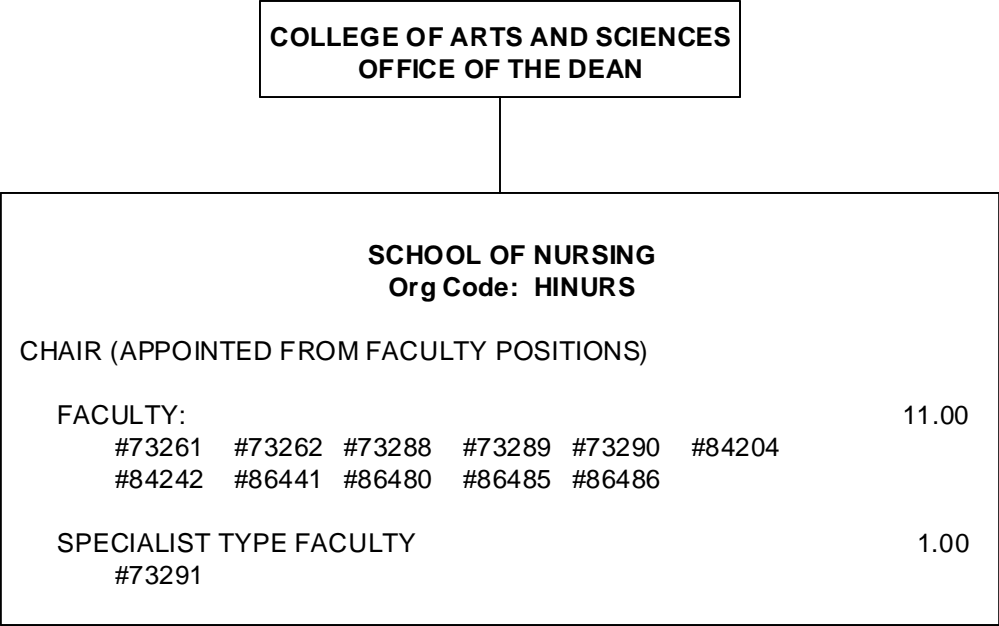 COLLEGE OF ARTS AND SCIENCES
OFFICE OF THE DEAN
SCHOOL OF NURSING
Org Code: HINURS
CHAIR (APPOINTED FROM FACULTY POSITIONS)
FACULTY: 11.00
#73261 #73262 #73288 #73289 #73290 #84204
#84242 #86441 #86480 #86485 #86486
SPECIALIST TYPE FACULTY 1.00
#73291